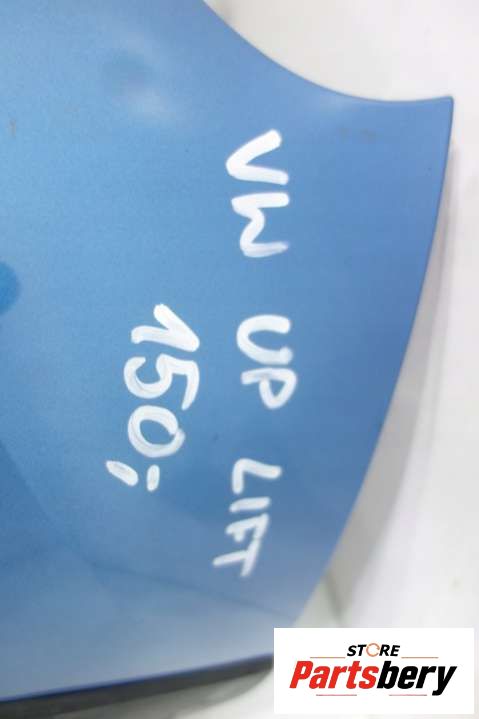 VW UP LIFT
150;-
STORE
Partsbery